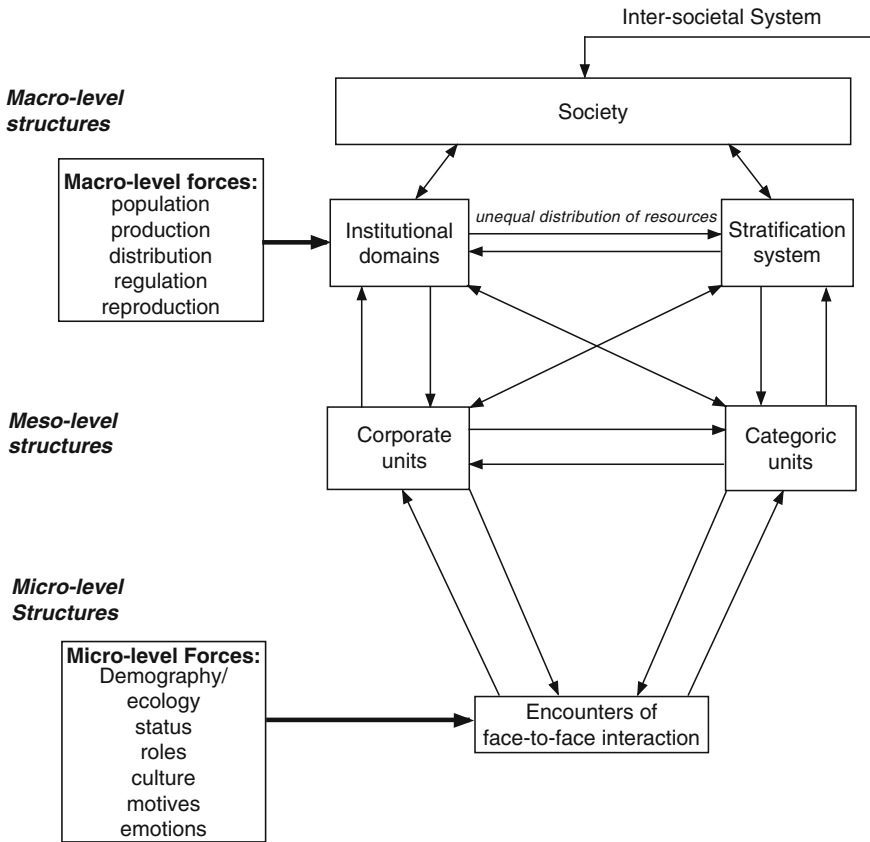 Inter-societal System
Macro-level
structures
Society
Macro-level forces:
population
production
distribution
regulation
reproduction
Institutional
domains
unequal distribution of resources
Stratification
system
Meso-level
structures
Corporate
units
Categoric
units
Micro-level
Structures
Micro-level Forces:
Demography/
ecology
status
roles
culture
motives
emotions
Encounters of
face-to-face interaction